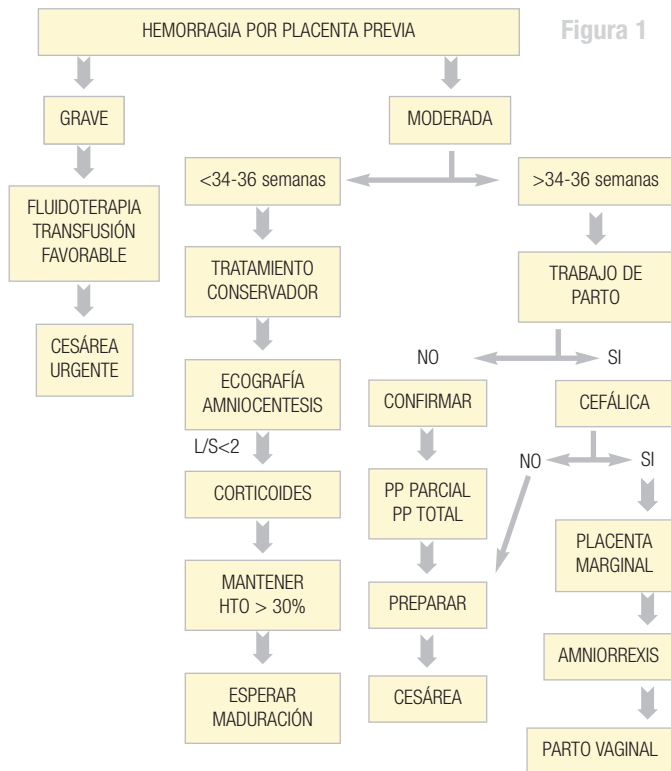 HEMORRAGIA POR PLACENTA PREVIA
Figura 1
GRAVE
MODERADA
<34-36 semanas
>34-36 semanas
FLUIDOTERAPIA
TRANSFUSIÓN
FAVORABLE
TRATAMIENTO
CONSERVADOR
TRABAJO DE
PARTO
CESÁREA
URGENTE
NO
SI
ECOGRAFÍA
AMNIOCENTESIS
CONFIRMAR
CEFÁLICA
L/S<2
NO
SI
CORTICOIDES
PP PARCIAL
PP TOTAL
PLACENTA
MARGINAL
MANTENER
HTO > 30%
PREPARAR
AMNIORREXIS
ESPERAR
MADURACIÓN
CESÁREA
PARTO VAGINAL